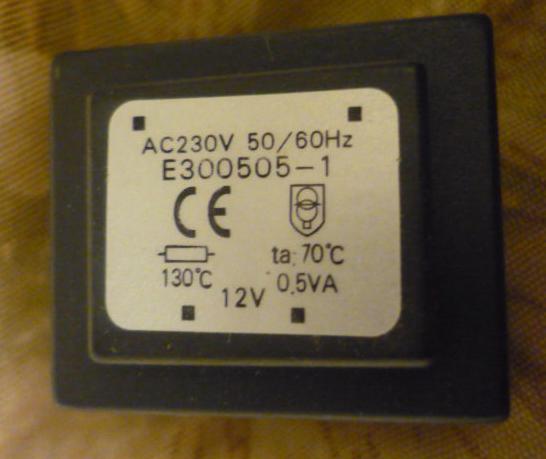 AC230V 50/60Hz
E300505-1
CE
ta: 70°C
130°C 0,5VA
12V